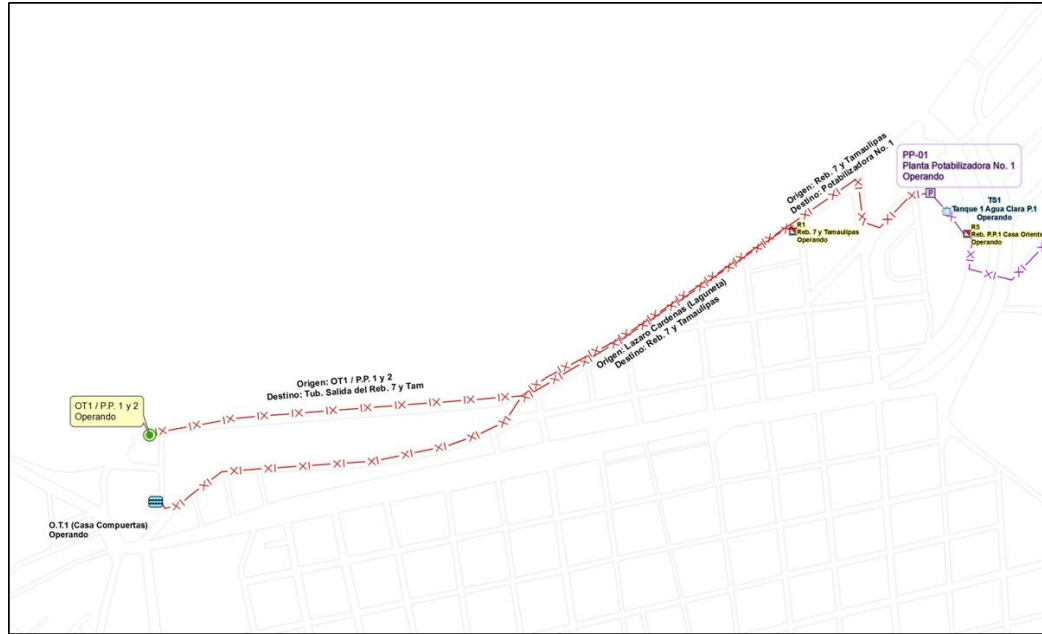 Origen: Reb. 7 y Tamaulipas
Destino: Potabilizadora No. 1
PP-01
Planta Potabilizadora No. 1
Operando
P
TS1
Tanque 1 Agua Clara P.1
Operando
R1
Reb. 7 y Tamaulipas
Operando
R5
Reb. P.P.1 Casa Oriente
Operando
Origen: Lazaro Cardenas (Laguneta)
Destino: Reb. 7 y Tamaulipas
Origen: OT1 / P.P. 1 y 2
Destino: Tub. Salida del Reb. 7 y Tam
OT1 / P.P. 1 y 2
Operando
O.T.1 (Casa Compuertas)
Operando